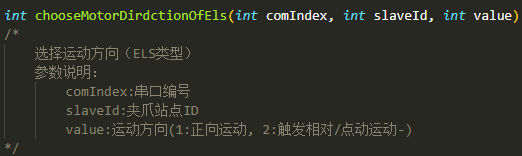 int chooseMotorDirdctionOfEls(int comIndex, int slaveId, int value)
/*
选择运动方向（ELS类型）
参数说明：
comIndex:串口编号
slaveId:夹爪站点ID
value:运动方向(1:正向运动, 2:触发相对/点动运动-)
*/